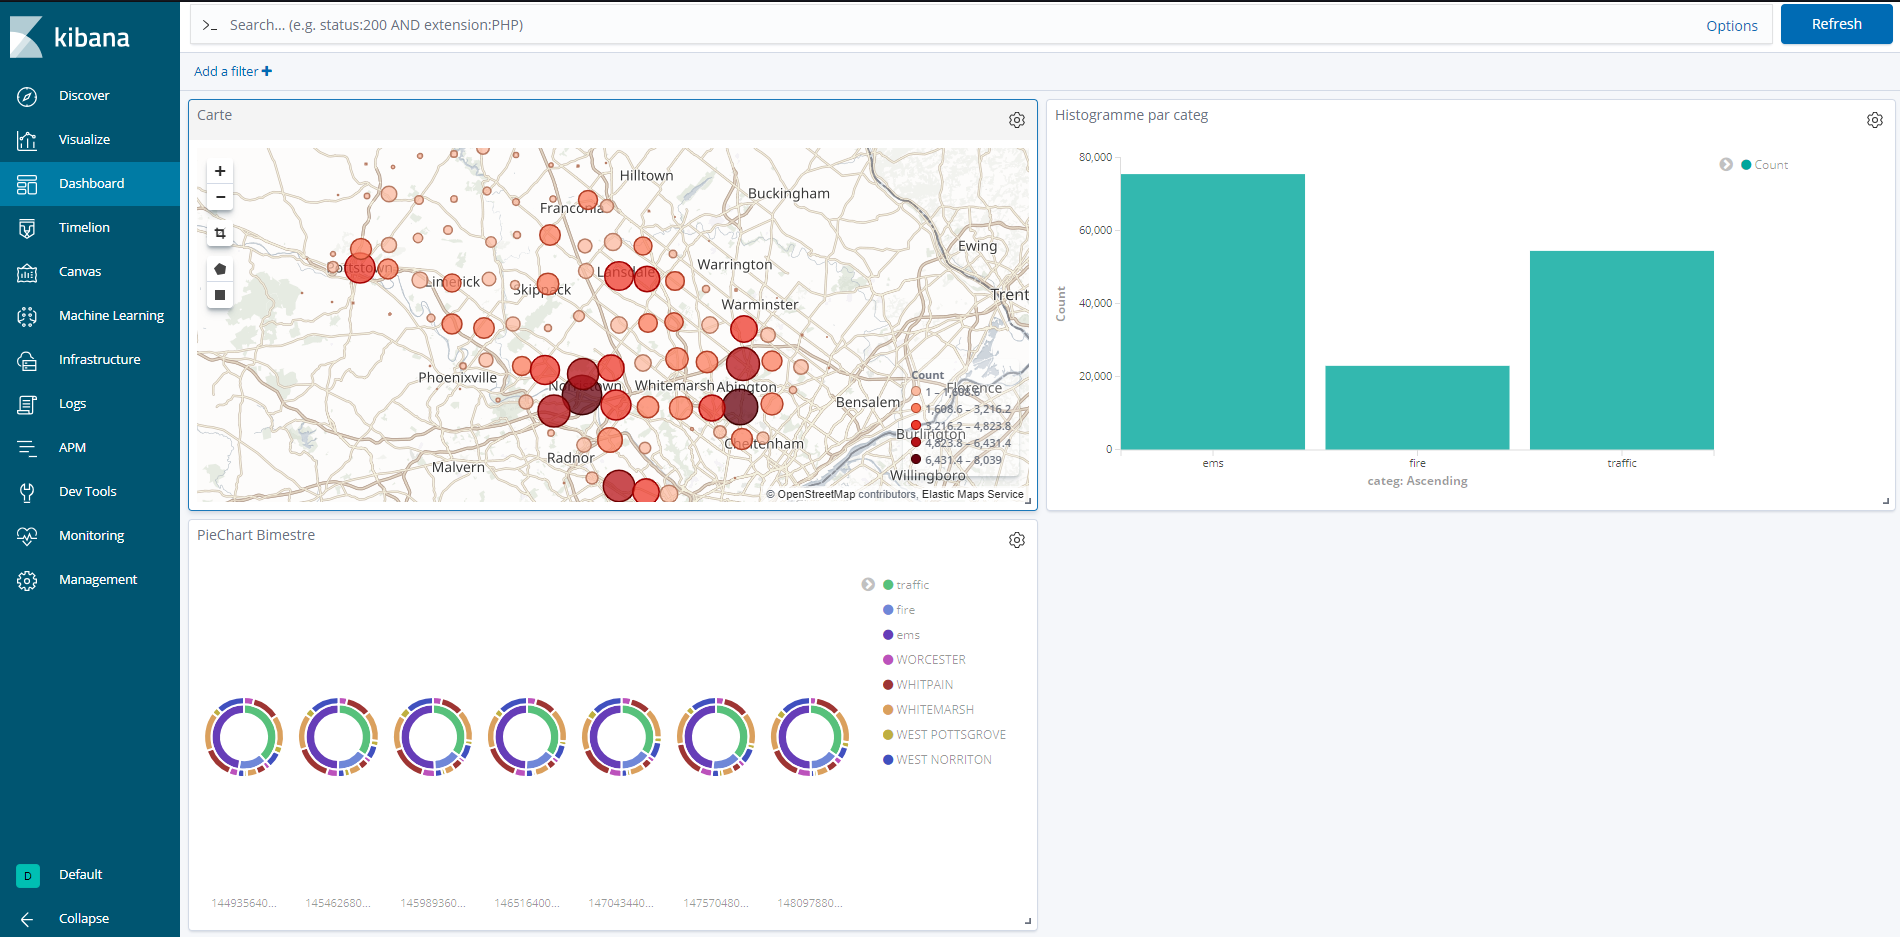 kibana
Discover
Visualize
Dashboard
Timelion
Canvas
Machine Learning
Infrastructure
Logs
APM
Dev Tools
Monitoring
Management
D Default
Collapse
>_ Search... (e.g. status:200 AND extension:PHP)
Options
Refresh
Add a filter +
Carte
+
−
Hilltown
Buckingham
Franconia
Ewing
Pottstown
Lansdale
Warrington
Limerick
Skippack
Trent
Warminster
Phoenixville
Norristown
Whitemarsh
Abington
Bensalem
Florence
Burlington
Cheltenham
Radnor
Malvern
Willingboro
Count
1 – 1,608.6
1,608.6 – 3,216.2
3,216.2 – 4,823.8
4,823.8 – 6,431.4
6,431.4 – 8,039
© OpenStreetMap contributors, Elastic Maps Service
Histogramme par categ
80,000
60,000
40,000
20,000
0
Count
ems
fire
traffic
categ: Ascending
Count
PieChart Bimestre
traffic
fire
ems
WORCESTER
WHITPAIN
WHITEMARSH
WEST POTTSGROVE
WEST NORRITON
144935640...
145462680...
145989360...
146516400...
147043440...
147570480...
148097880...